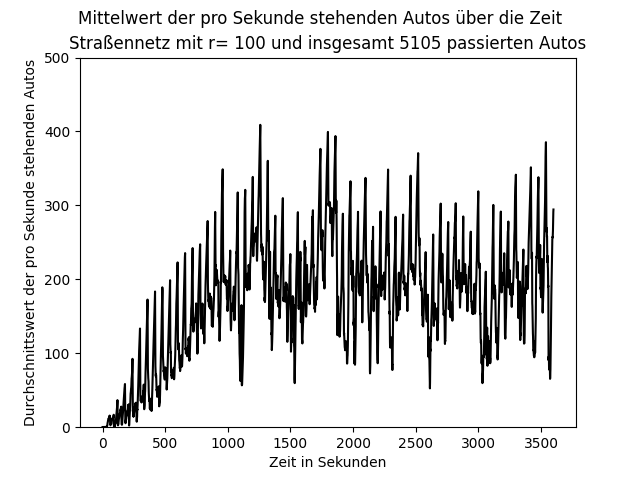 Mittelwert der pro Sekunde stehenden Autos über die Zeit
Straßennetz mit r= 100 und insgesamt 5105 passierten Autos
Durchschnittswert der pro Sekunde stehenden Autos
500
400
300
200
100
0
0 500 1000 1500 2000 2500 3000 3500
Zeit in Sekunden